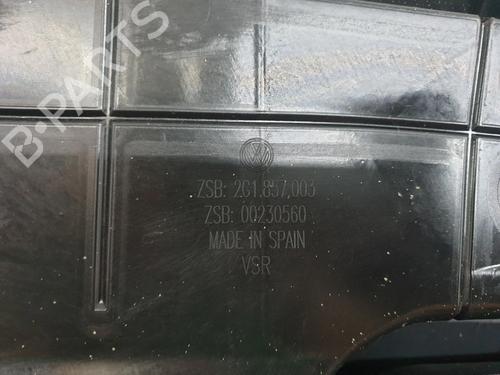 B-PARTS
ZSB: 2G1.857.003
ZSB: 00230560
MADE IN SPAIN
VSR